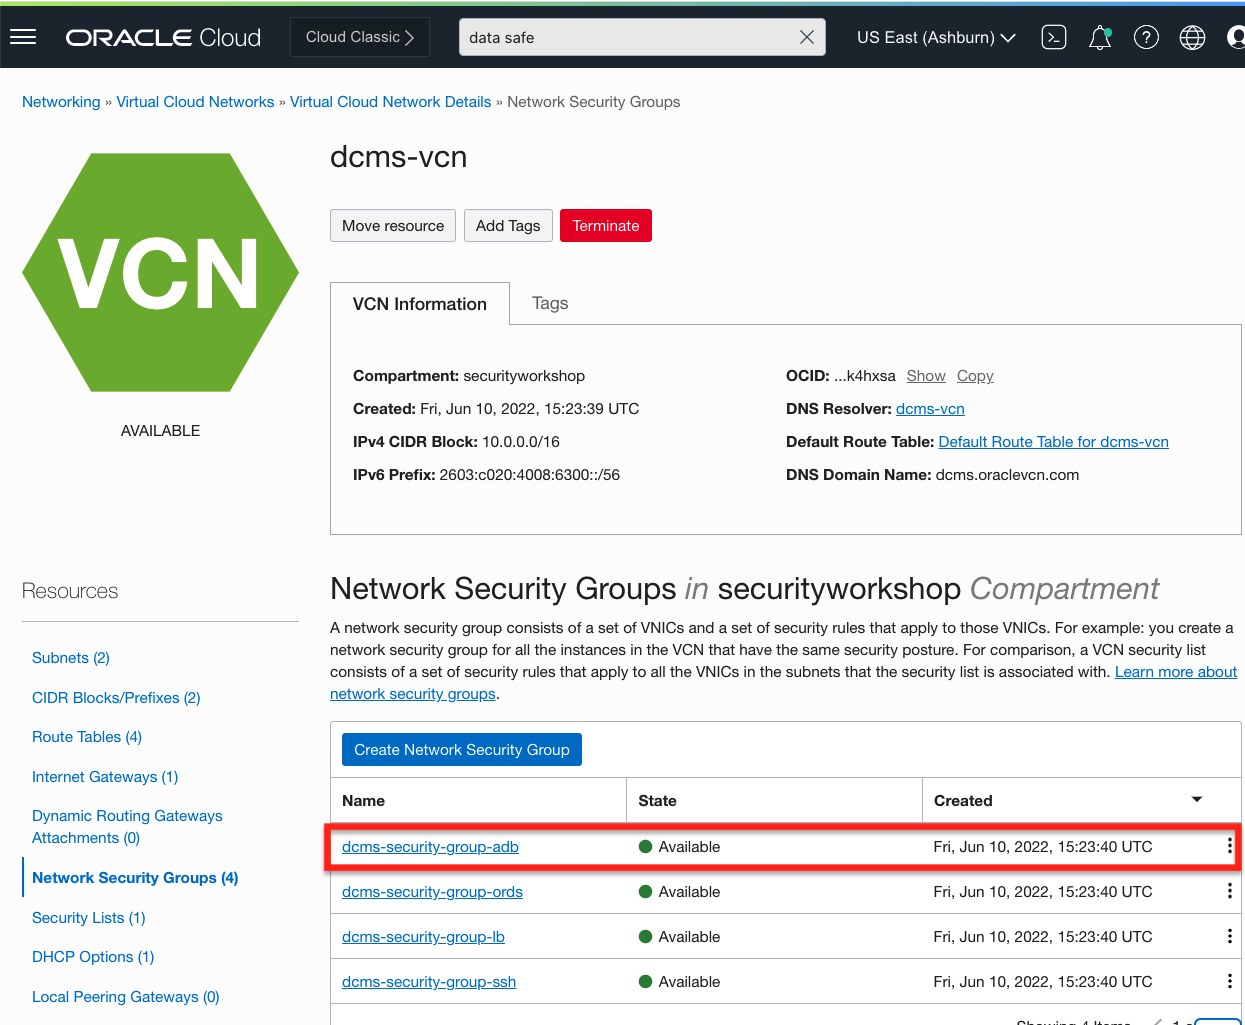 ORACLE Cloud
Cloud Classic
data safe
US East (Ashburn)
Networking » Virtual Cloud Networks » Virtual Cloud Network Details » Network Security Groups
VCN
AVAILABLE
dcms-vcn
Move resource
Add Tags
Terminate
VCN Information
Tags
Compartment: securityworkshop
Created: Fri, Jun 10, 2022, 15:23:39 UTC
IPv4 CIDR Block: 10.0.0.0/16
IPv6 Prefix: 2603:c020:4008:6300::/56
OCID: ...k4hxsa Show Copy
DNS Resolver: dcms-vcn
Default Route Table: Default Route Table for dcms-vcn
DNS Domain Name: dcms.oraclevcn.com
Resources
Subnets (2)
CIDR Blocks/Prefixes (2)
Route Tables (4)
Internet Gateways (1)
Dynamic Routing Gateways
Attachments (0)
Network Security Groups (4)
Security Lists (1)
DHCP Options (1)
Local Peering Gateways (0)
Network Security Groups in securityworkshop Compartment
A network security group consists of a set of VNICs and a set of security rules that apply to those VNICs. For example: you create a
network security group for all the instances in the VCN that have the same security posture. For comparison, a VCN security list
consists of a set of security rules that apply to all the VNICs in the subnets that the security list is associated with. Learn more about
network security groups.
Create Network Security Group
Name State Created
dcms-security-group-adb Available Fri, Jun 10, 2022, 15:23:40 UTC
dcms-security-group-ords Available Fri, Jun 10, 2022, 15:23:40 UTC
dcms-security-group-lb Available Fri, Jun 10, 2022, 15:23:40 UTC
dcms-security-group-ssh Available Fri, Jun 10, 2022, 15:23:40 UTC
Showing 4 Items